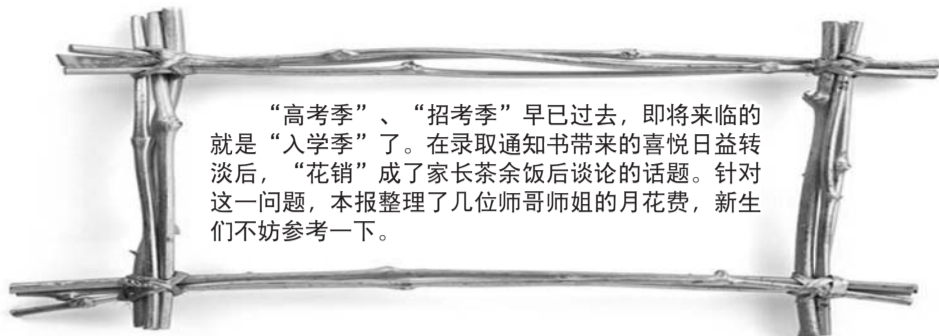 “高考季”、“招考季”早已过去，即将来临的
就是“入学季”了。在录取通知书带来的喜悦日益转
淡后，“花销”成了家长茶余饭后谈论的话题。针对
这一问题，本报整理了几位师哥师姐的月花费，新生
们不妨参考一下。